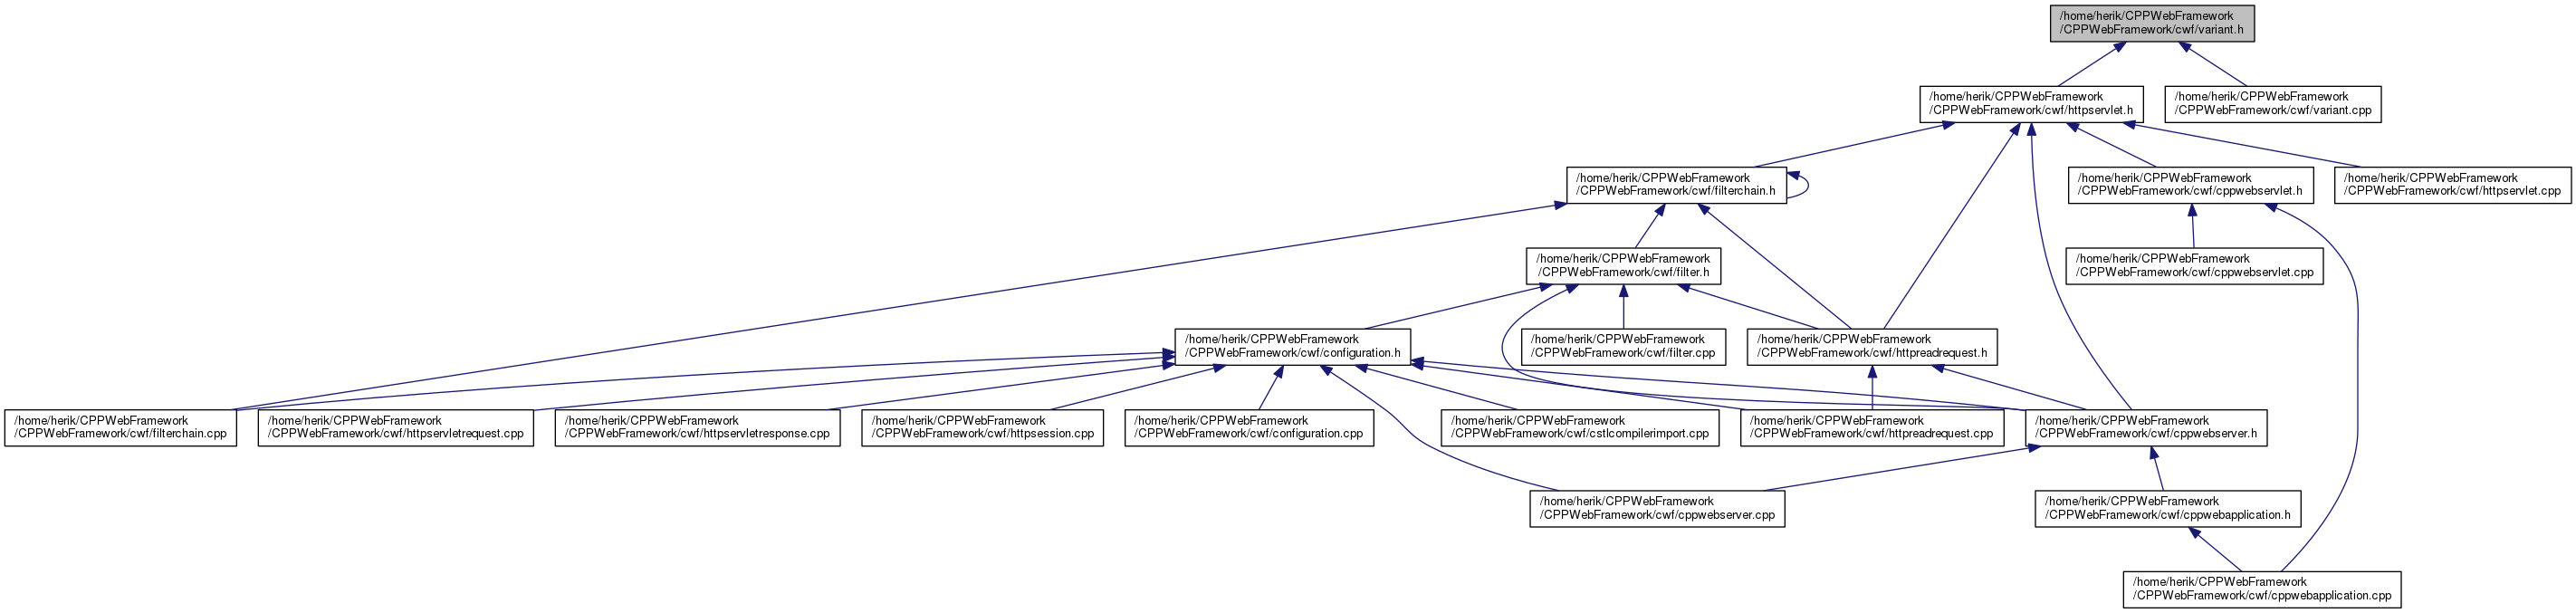 /home/herik/CPPWebFramework
/CPPWebFramework/cwf/variant.h
/home/herik/CPPWebFramework
/CPPWebFramework/cwf/httpservlet.h
/home/herik/CPPWebFramework
/CPPWebFramework/cwf/variant.cpp
/home/herik/CPPWebFramework
/CPPWebFramework/cwf/filterchain.h
/home/herik/CPPWebFramework
/CPPWebFramework/cwf/cppwebservlet.h
/home/herik/CPPWebFramework
/CPPWebFramework/cwf/httpservlet.cpp
/home/herik/CPPWebFramework
/CPPWebFramework/cwf/filter.h
/home/herik/CPPWebFramework
/CPPWebFramework/cwf/cppwebservlet.cpp
/home/herik/CPPWebFramework
/CPPWebFramework/cwf/configuration.h
/home/herik/CPPWebFramework
/CPPWebFramework/cwf/filter.cpp
/home/herik/CPPWebFramework
/CPPWebFramework/cwf/httpreadrequest.h
/home/herik/CPPWebFramework
/CPPWebFramework/cwf/filterchain.cpp
/home/herik/CPPWebFramework
/CPPWebFramework/cwf/httpservletrequest.cpp
/home/herik/CPPWebFramework
/CPPWebFramework/cwf/httpservletresponse.cpp
/home/herik/CPPWebFramework
/CPPWebFramework/cwf/httpsession.cpp
/home/herik/CPPWebFramework
/CPPWebFramework/cwf/configuration.cpp
/home/herik/CPPWebFramework
/CPPWebFramework/cwf/cstlcompilerimport.cpp
/home/herik/CPPWebFramework
/CPPWebFramework/cwf/httpreadrequest.cpp
/home/herik/CPPWebFramework
/CPPWebFramework/cwf/cppwebserver.h
/home/herik/CPPWebFramework
/CPPWebFramework/cwf/cppwebserver.cpp
/home/herik/CPPWebFramework
/CPPWebFramework/cwf/cppwebapplication.h
/home/herik/CPPWebFramework
/CPPWebFramework/cwf/cppwebapplication.cpp